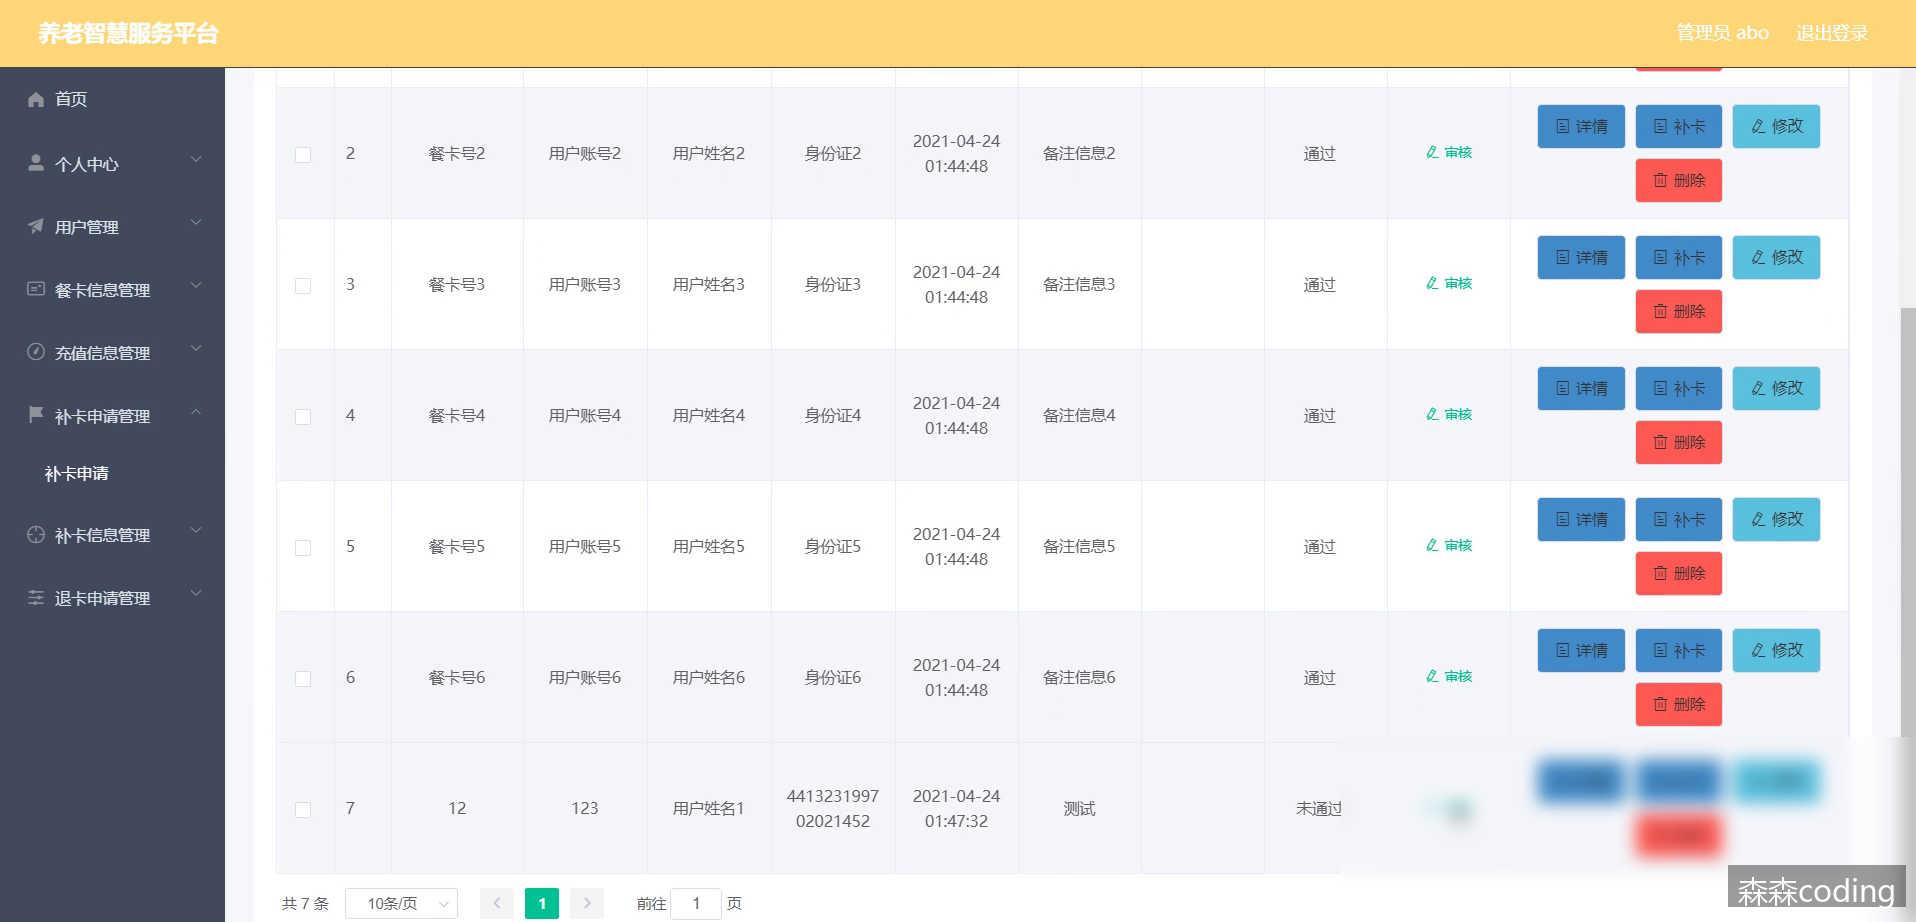 养老智慧服务平台
管理员 abo 退出登录
首页
个人中心
用户管理
餐卡信息管理
充值信息管理
补卡申请管理
补卡申请
补卡信息管理
退卡申请管理
2 餐卡号2 用户账号2 用户姓名2 身份证2 2021-04-24 01:44:48 备注信息2 通过 审核 详情 补卡 修改
删除
3 餐卡号3 用户账号3 用户姓名3 身份证3 2021-04-24 01:44:48 备注信息3 通过 审核 详情 补卡 修改
删除
4 餐卡号4 用户账号4 用户姓名4 身份证4 2021-04-24 01:44:48 备注信息4 通过 审核 详情 补卡 修改
删除
5 餐卡号5 用户账号5 用户姓名5 身份证5 2021-04-24 01:44:48 备注信息5 通过 审核 详情 补卡 修改
删除
6 餐卡号6 用户账号6 用户姓名6 身份证6 2021-04-24 01:44:48 备注信息6 通过 审核 详情 补卡 修改
删除
7 12 123 用户姓名1 441323199702021452 2021-04-24 01:47:32 测试 未通过
共 7 条 10条/页 1 前往 1 页
森森coding